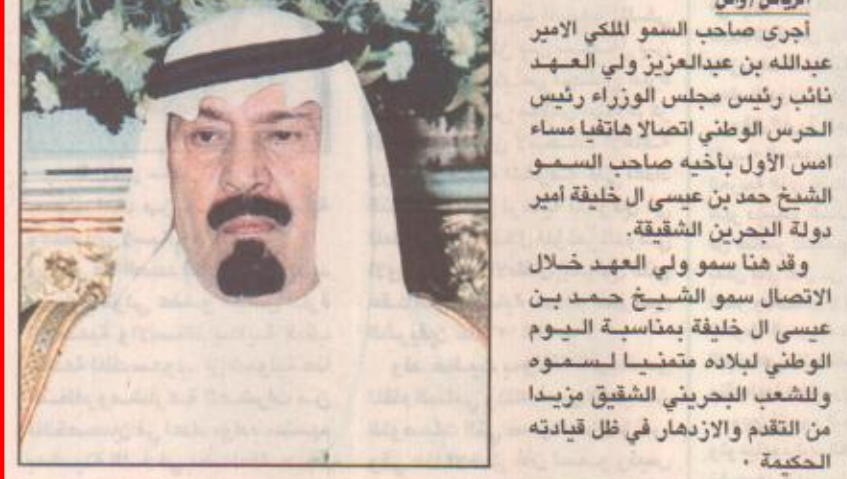 الرياض / واس
أجرى صاحب السمو الملكي الامير
عبدالله بن عبدالعزيز ولي العهد
نائب رئيس مجلس الوزراء رئيس
الحرس الوطني اتصالا هاتفيا مساء
امس الأول بأخيه صاحب السمو
الشيخ حمد بن عيسى ال خليفة أمير
دولة البحرين الشقيقة.
وقد هنأ سمو ولي العهد خلال
الاتصال سمو الشيخ حمد بن
عيسى ال خليفة بمناسبة اليوم
الوطني لبلاده متمنيا لسموه
وللشعب البحريني الشقيق مزيدا
من التقدم والازدهار في ظل قيادته
الحكيمة .